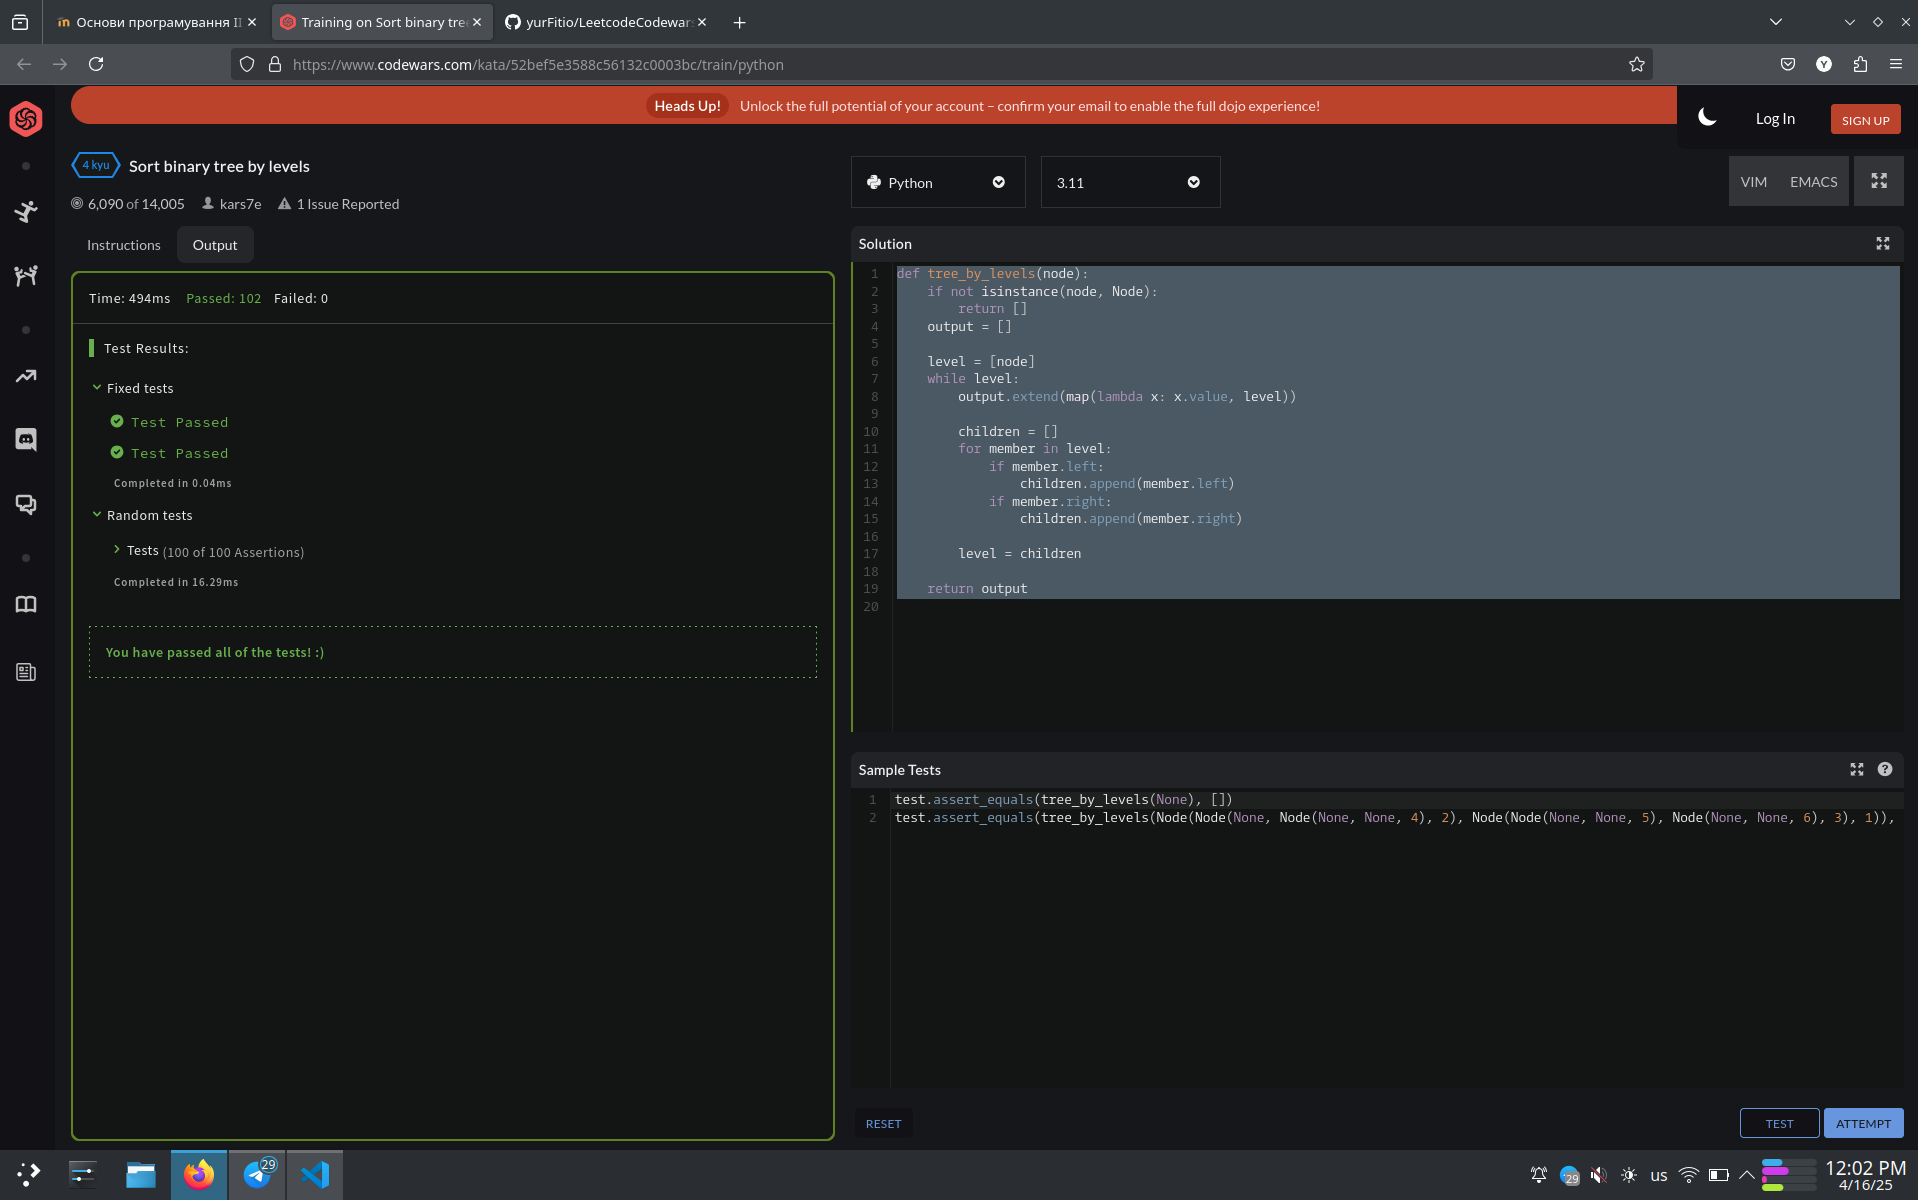 Основи програмування II
Training on Sort binary tree
yurFitio/LeetcodeCodewars
https://www.codewars.com/kata/52bef5e3588c56132c0003bc/train/python
Y
Heads Up! Unlock the full potential of your account – confirm your email to enable the full dojo experience!
Log In
SIGN UP
4 kyu Sort binary tree by levels
6,090 of 14,005 kars7e 1 Issue Reported
Python
3.11
VIM EMACS
Instructions
Output
Time: 494ms Passed: 102 Failed: 0
Test Results:
Fixed tests
Test Passed
Test Passed
Completed in 0.04ms
Random tests
Tests (100 of 100 Assertions)
Completed in 16.29ms
You have passed all of the tests! :)
Solution
1 def tree_by_levels(node):
2     if not isinstance(node, Node):
3         return []
4     output = []
5
6     level = [node]
7     while level:
8         output.extend(map(lambda x: x.value, level))
9
10         children = []
11         for member in level:
12             if member.left:
13                 children.append(member.left)
14             if member.right:
15                 children.append(member.right)
16
17         level = children
18
19     return output
20
Sample Tests
1 test.assert_equals(tree_by_levels(None), [])
2 test.assert_equals(tree_by_levels(Node(Node(None, Node(None, None, 4), 2), Node(Node(None, None, 5), Node(None, None, 6), 3), 1)),
RESET
TEST
ATTEMPT
29
29
us
12:02 PM
4/16/25